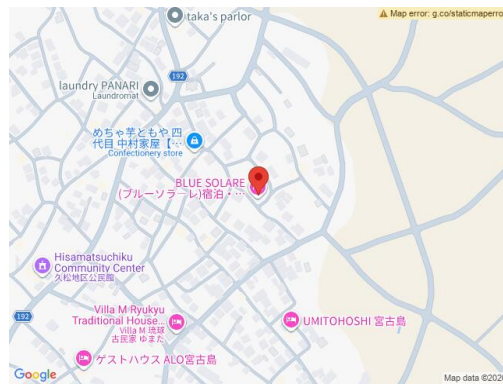 taka's parlor
Map error: g.co/staticmaperro
192
laundry PANARI
Laundromat
めちゃ芋ともや 四
代目 中村家屋【…
Confectionery store
BLUE SOLARE
(ブルーソラーレ)宿泊・…
Hisamatsuchiku
Community Center
久松地区公民館
192
Villa M Ryukyu
Traditional House...
Villa M 琉球
古民家 ゆまた
UMITOHOSHI 宮古島
ゲストハウス ALO宮古島
Google
Map data ©202